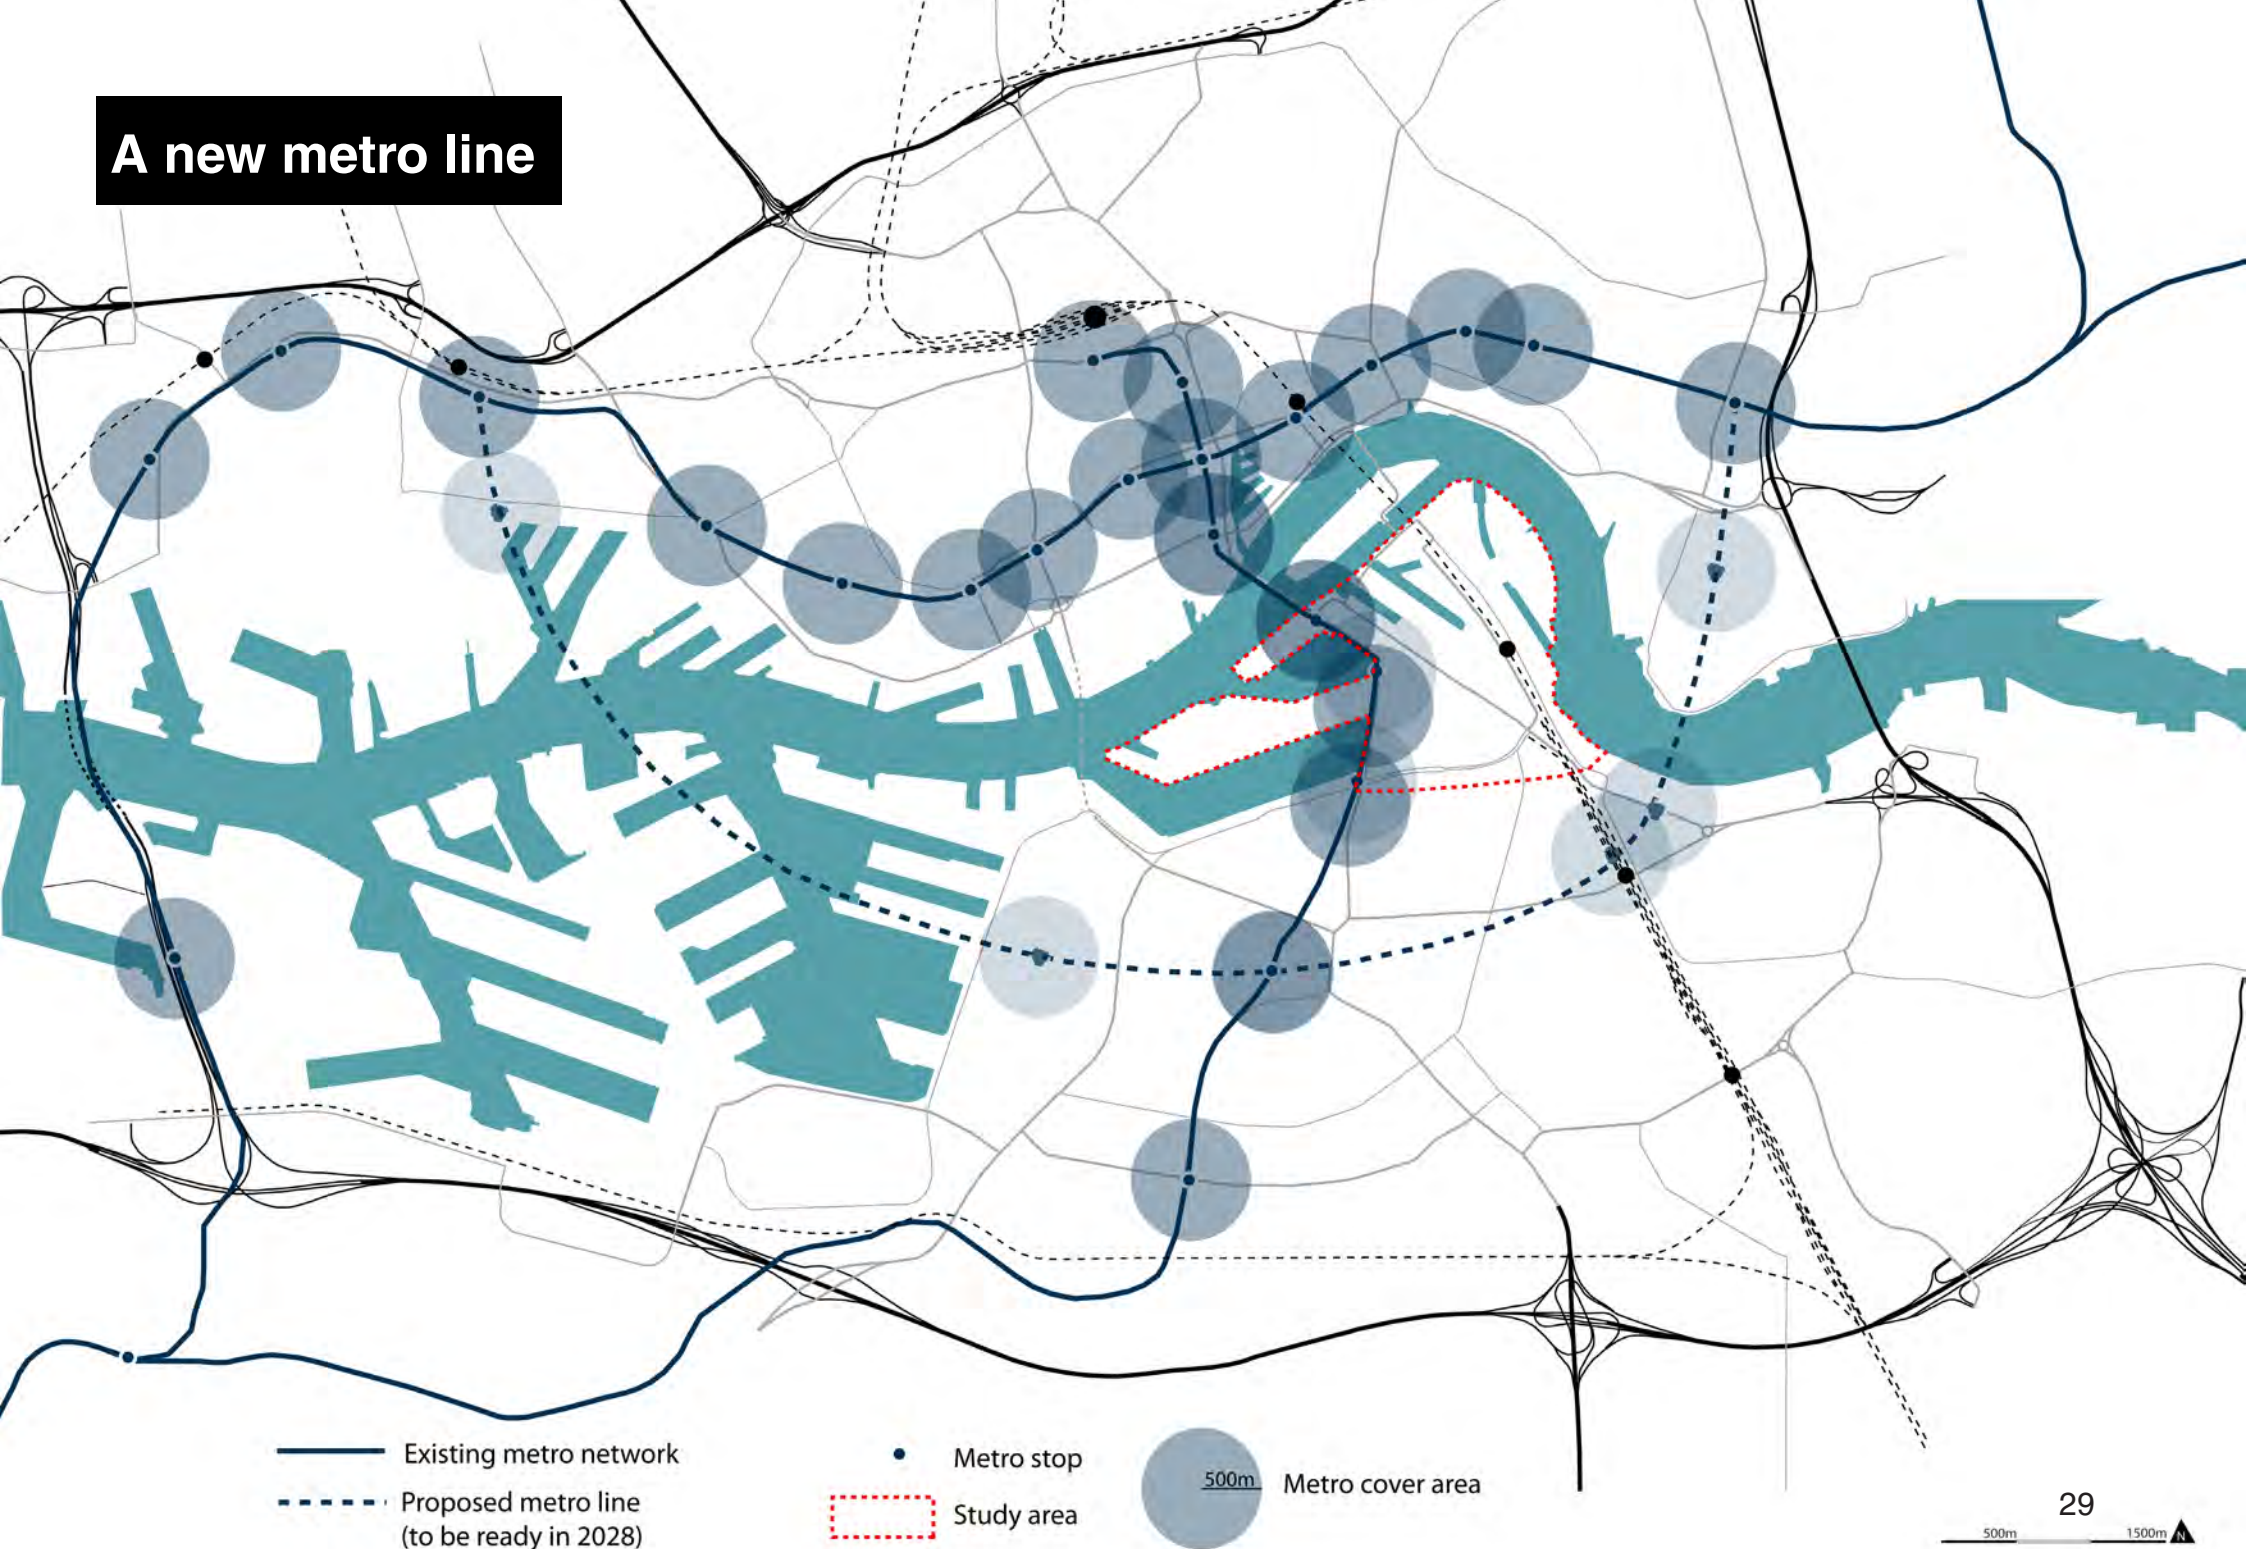 A new metro line
Existing metro network
Proposed metro line
(to be ready in 2028)
Metro stop
Study area
500m
Metro cover area
29
500m
1500m
N